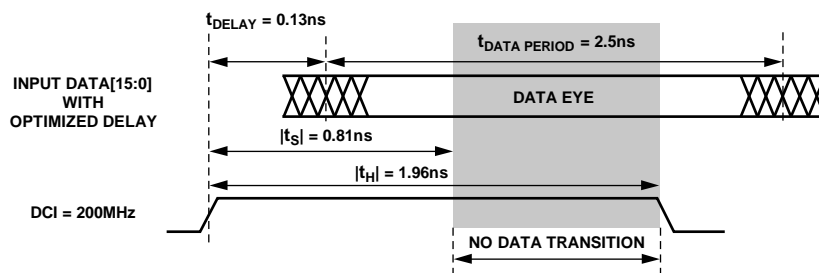 tDELAY = 0.13ns
tDATA PERIOD = 2.5ns
INPUT DATA[15:0]
WITH
OPTIMIZED DELAY
DATA EYE
|tS| = 0.81ns
|tH| = 1.96ns
DCI = 200MHz
NO DATA TRANSITION